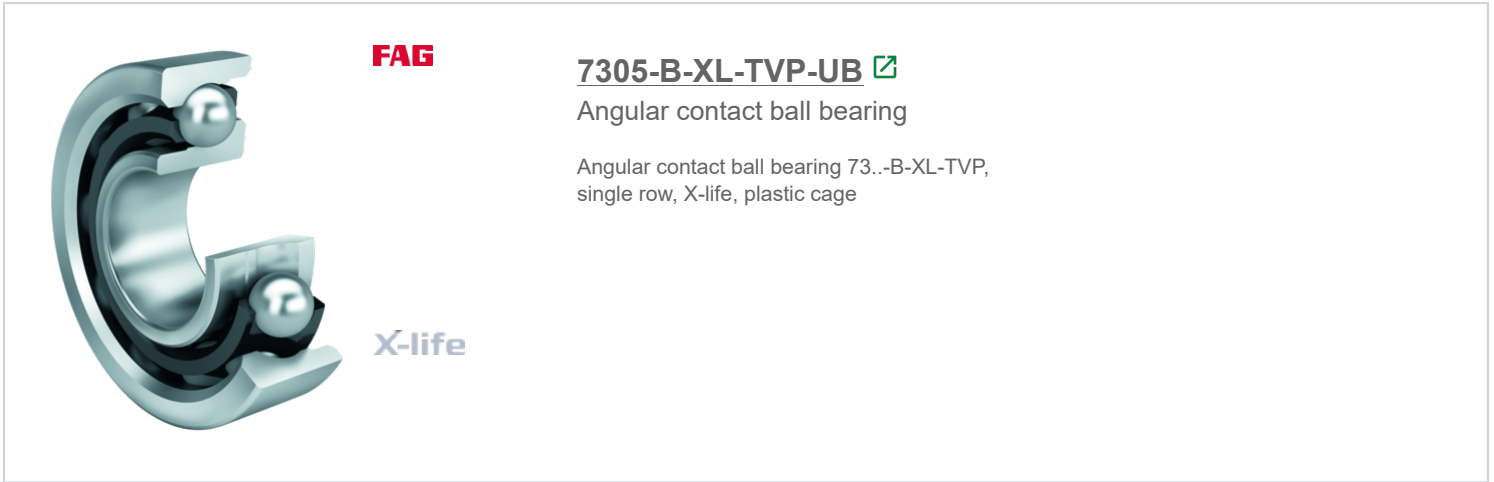 FAG
7305-B-XL-TVP-UB
Angular contact ball bearing
Angular contact ball bearing 73..-B-XL-TVP,
single row, X-life, plastic cage
X-life